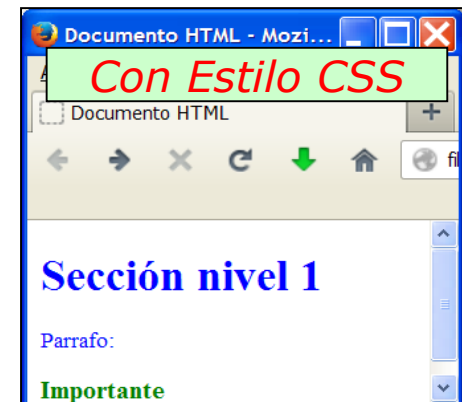 Documento HTML - Mozi...
Con Estilo CSS
Documento HTML
Sección nivel 1
Parrafo:
Importante